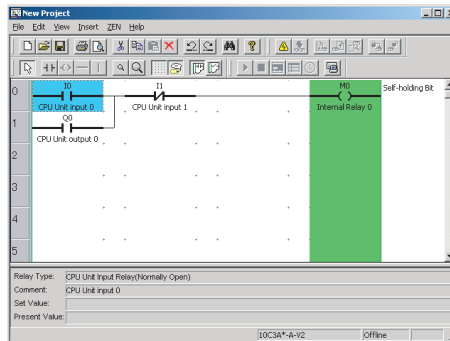 New Project
File Edit View Insert ZEN Help
0 I0 I1 M0 Self-holding Bit
CPU Unit input 0 CPU Unit input 1 Internal Relay 0
1 Q0
CPU Unit output 0
2
3
4
5
Relay Type: CPU Unit Input Relay(Normally Open)
Comment: CPU Unit input 0
Set Value:
Present Value:
10C3A*-A-V2 Offline